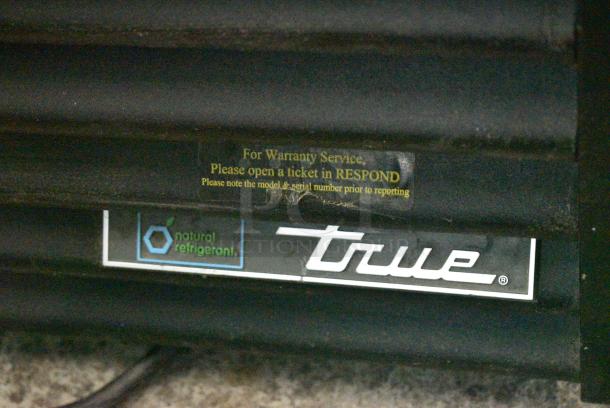 For Warranty Service,
Please open a ticket in RESPOND
Please note the model & serial number prior to reporting
natural
refrigerant.
true®